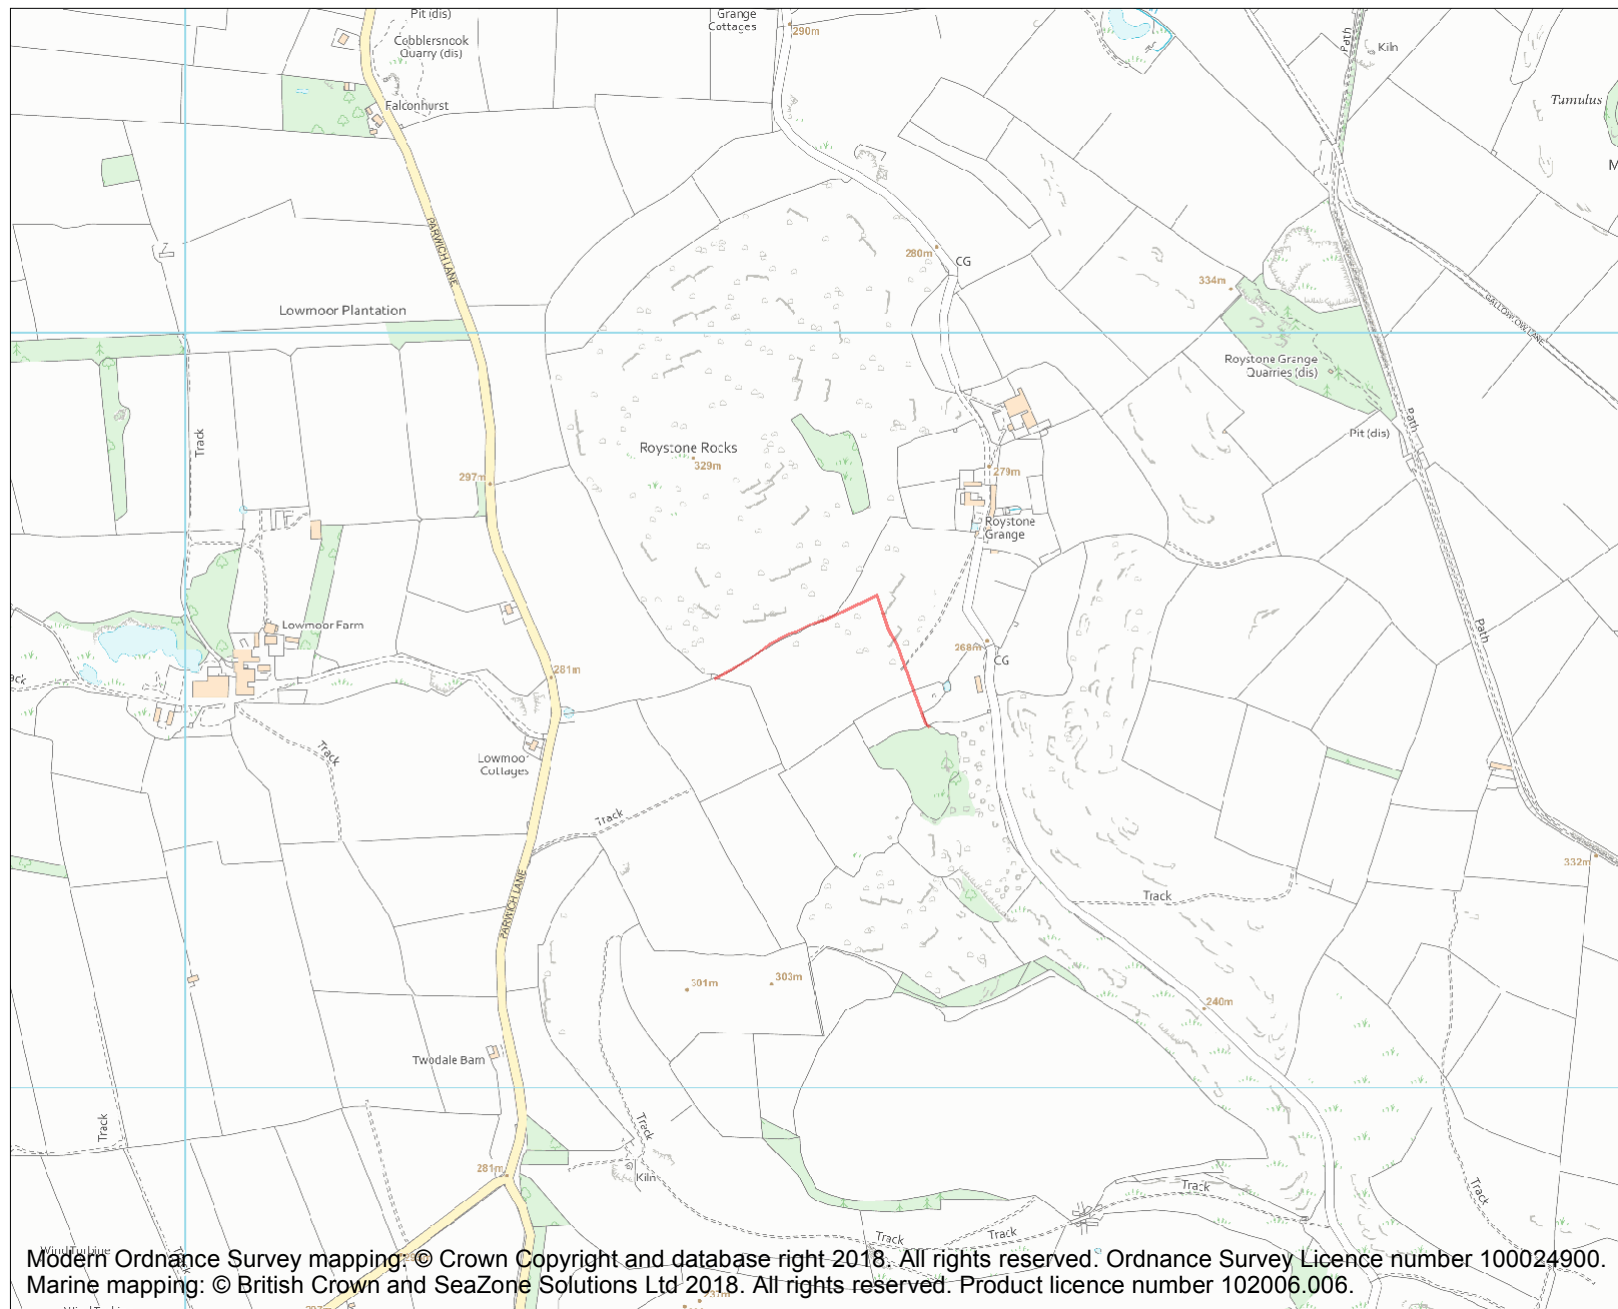 Pit (dis)
Cobblersnook
Quarry (dis)
Grange
Cottages
290m
Path
Kiln
Tumulus
M
Falconhurst
PARWICH LANE
280m
CG
334m
Lowmoor Plantation
GALLOWLOW LANE
Roystone Grange
Quarries (dis)
Track
Roystone Rocks
329m
Pit (dis)
Path
297m
279m
Roystone
Grange
Lowmoor Farm
268m
CG
Path
ack
281m
Track
Lowmoor
Cottages
Track
332m
Track
PARWICH LANE
301m
303m
240m
Twodale Barn
Track
Track
281m
Kiln
Track
Track
Track
Track
Wind Turbine
Track
Modern Ordnance Survey mapping: © Crown Copyright and database right 2018. All rights reserved. Ordnance Survey Licence number 100024900.
Marine mapping: © British Crown and SeaZone Solutions Ltd 2018. All rights reserved. Product licence number 102006.006.